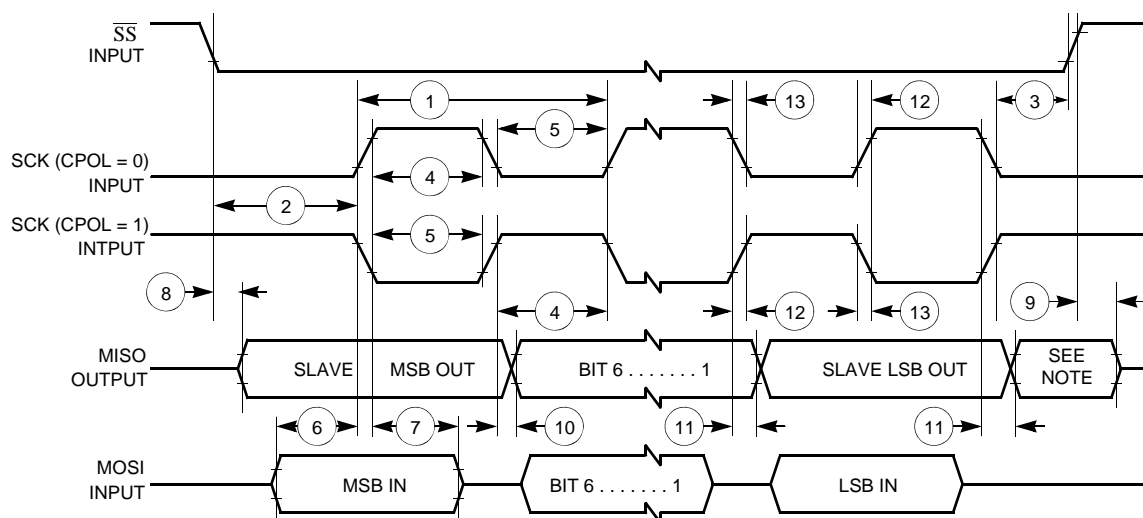 SS
INPUT
1
13
12
3
5
SCK (CPOL = 0)
INPUT
4
2
SCK (CPOL = 1)
INTPUT
5
8
9
4
12
13
MISO
OUTPUT
SLAVE MSB OUT
BIT 6 . . . . . . . 1
SLAVE LSB OUT
SEE
NOTE
6
7
10
11
11
MOSI
INPUT
MSB IN
BIT 6 . . . . . . . 1
LSB IN